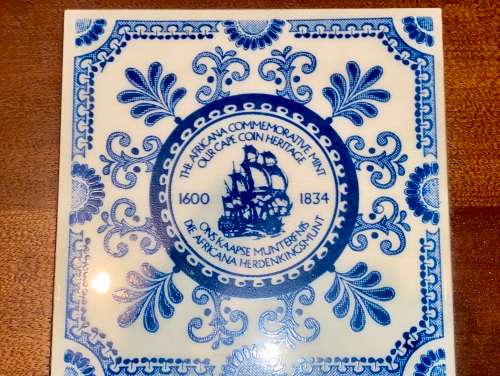 THE AFRICANA COMMEMORATIVE MINT
OUR CAPE COIN HERITAGE
1600 1834
ONS KAAPSE MUNTERFENIS
DIE AFRICANA HERDENKINGSMUNT